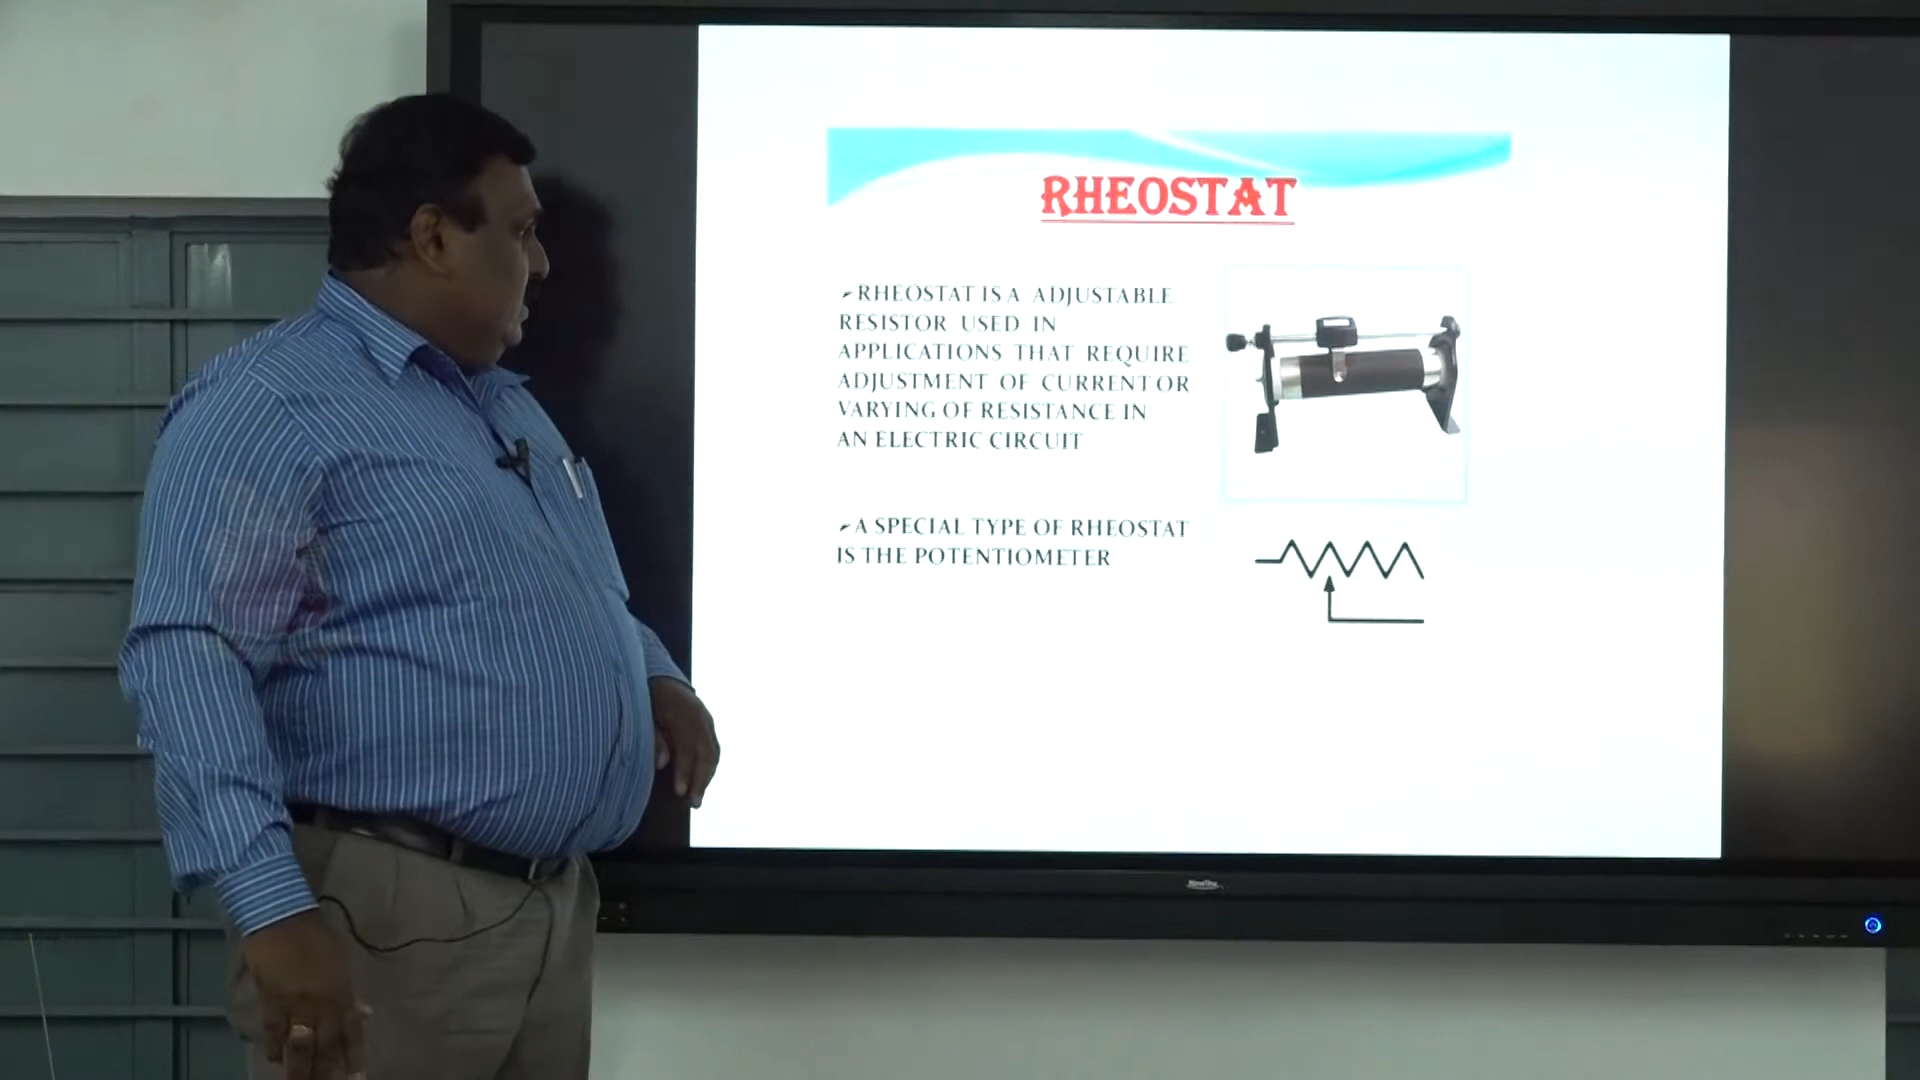 RHEOSTAT
➢RHEOSTAT IS A ADJUSTABLE
RESISTOR USED IN
APPLICATIONS THAT REQUIRE
ADJUSTMENT OF CURRENT OR
VARYING OF RESISTANCE IN
AN ELECTRIC CIRCUIT
➢A SPECIAL TYPE OF RHEOSTAT
IS THE POTENTIOMETER